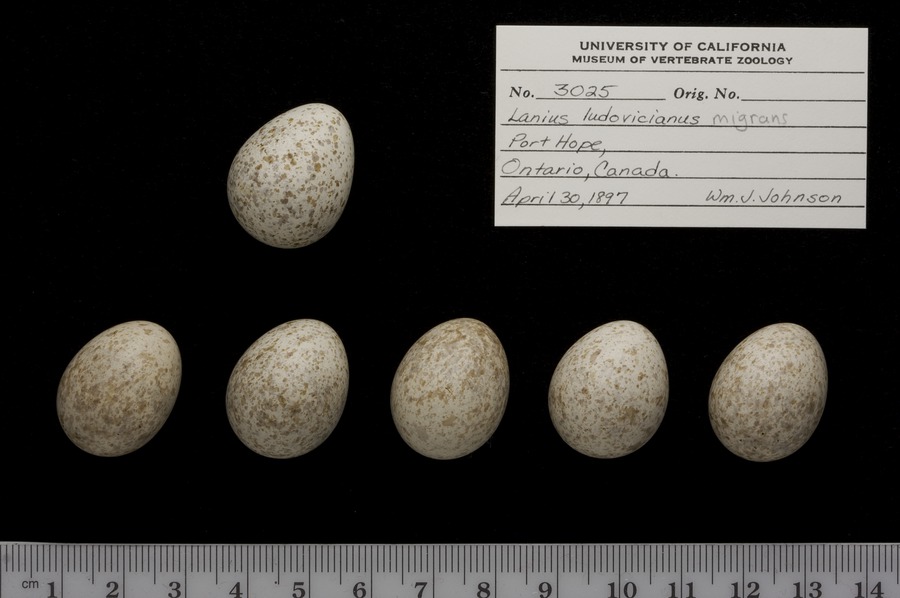 UNIVERSITY OF CALIFORNIA
MUSEUM OF VERTEBRATE ZOOLOGY
No. 3025 Orig. No.
Lanius ludovicianus migrans
Port Hope,
Ontario, Canada.
April 30, 1897 Wm. J. Johnson
cm 1 2 3 4 5 6 7 8 9 10 11 12 13 14